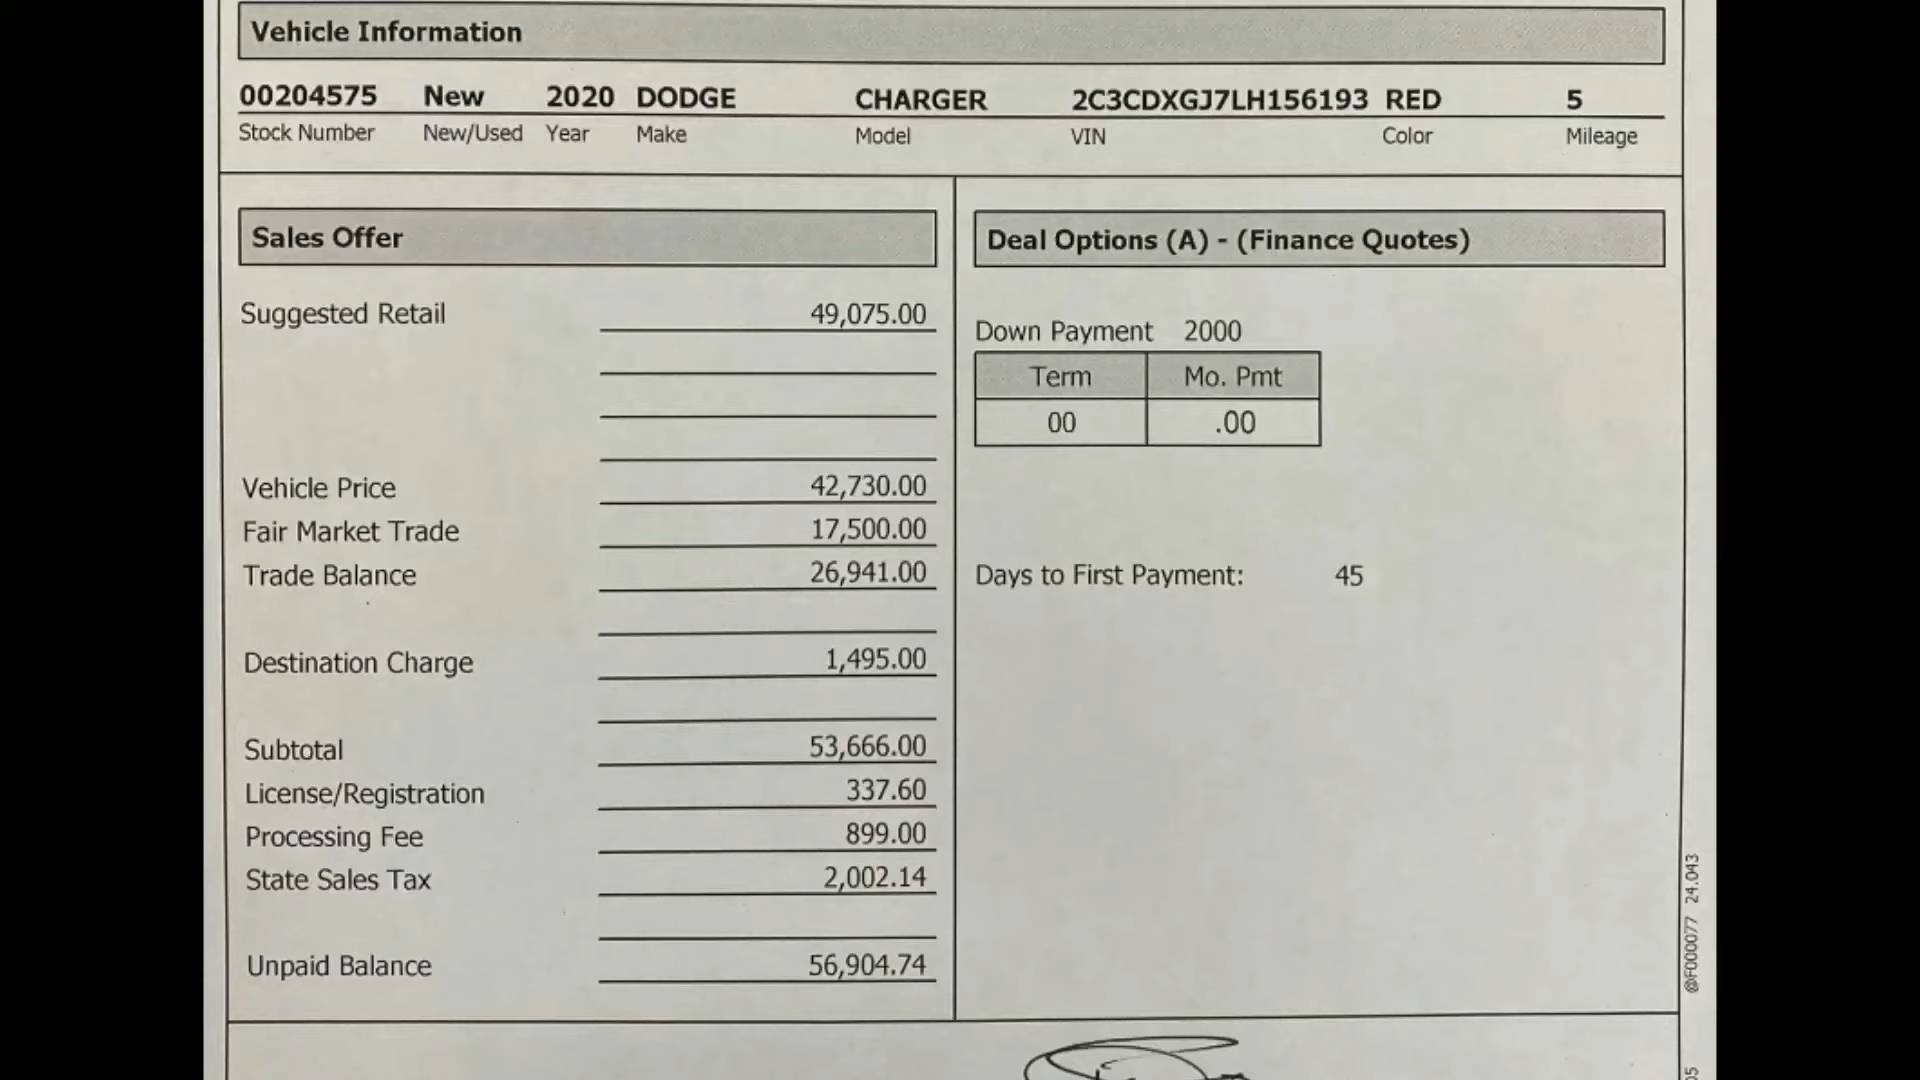 Vehicle Information
00204575 New 2020 DODGE CHARGER 2C3CDXGJ7LH156193 RED 5
Stock Number New/Used Year Make Model VIN Color Mileage
Sales Offer
Suggested Retail 49,075.00
Vehicle Price 42,730.00
Fair Market Trade 17,500.00
Trade Balance 26,941.00
Destination Charge 1,495.00
Subtotal 53,666.00
License/Registration 337.60
Processing Fee 899.00
State Sales Tax 2,002.14
Unpaid Balance 56,904.74
Deal Options (A) - (Finance Quotes)
Down Payment 2000
Term Mo. Pmt
00 .00
Days to First Payment: 45
@F000077 24.043